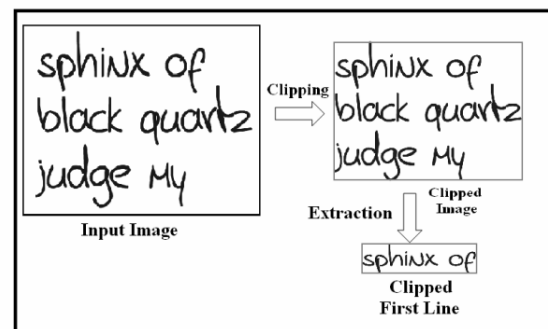 sphinx of
black quartz
judge my
Input Image
Clipping
sphinx of
black quartz
judge my
Clipped
Image
Extraction
sphinx of
Clipped
First Line